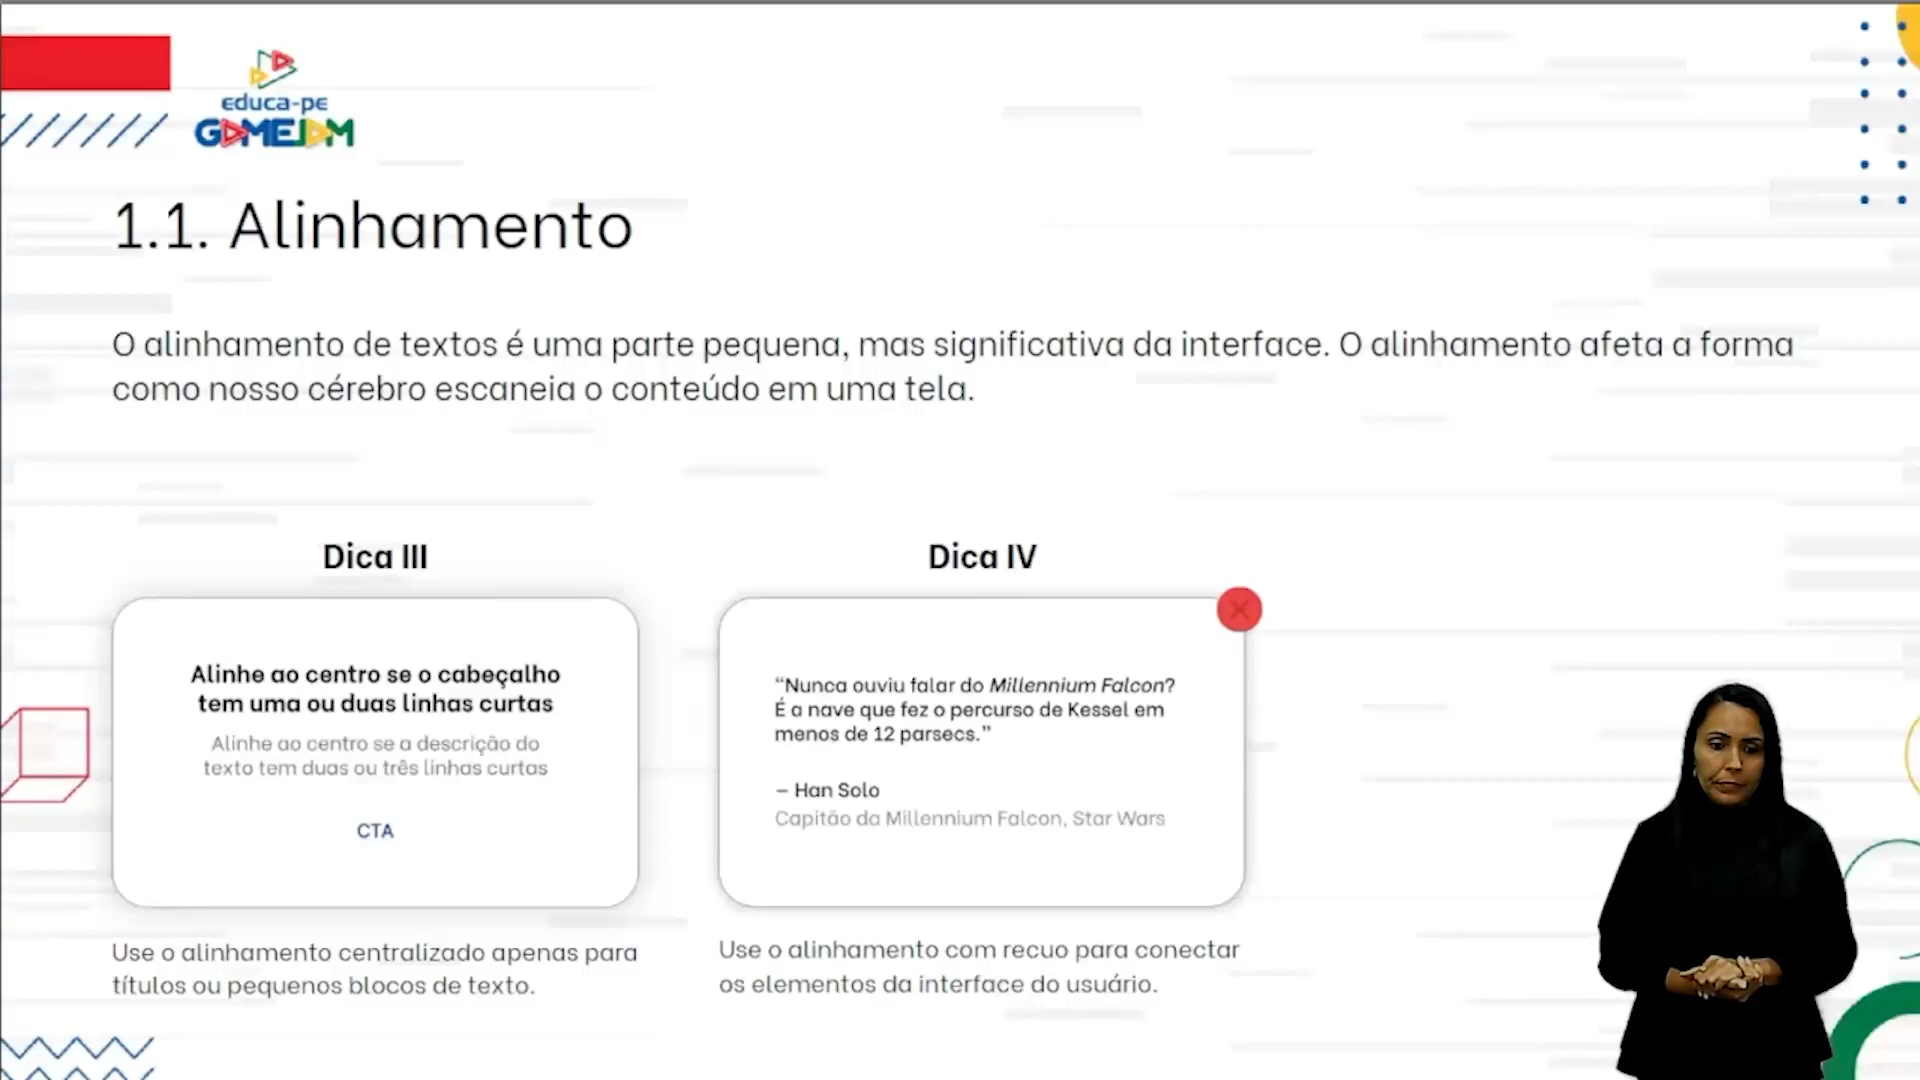 educa-pe
GAMEJAM
1.1. Alinhamento
O alinhamento de textos é uma parte pequena, mas significativa da interface. O alinhamento afeta a forma
como nosso cérebro escaneia o conteúdo em uma tela.
Dica III
Alinhe ao centro se o cabeçalho
tem uma ou duas linhas curtas
Alinhe ao centro se a descrição do
texto tem duas ou três linhas curtas
CTA
Use o alinhamento centralizado apenas para
títulos ou pequenos blocos de texto.
Dica IV
“Nunca ouviu falar do Millennium Falcon?
É a nave que fez o percurso de Kessel em
menos de 12 parsecs.”
– Han Solo
Capitão da Millennium Falcon, Star Wars
Use o alinhamento com recuo para conectar
os elementos da interface do usuário.